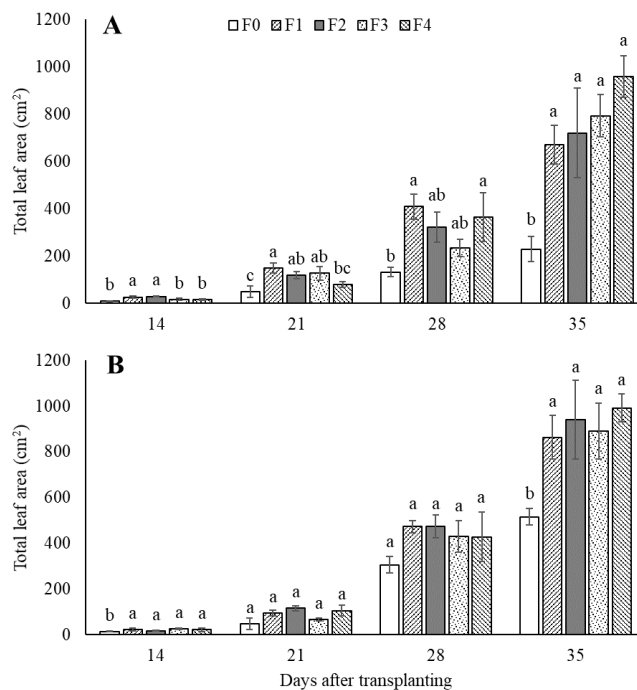 A
F0 F1 F2 F3 F4
Total leaf area (cm²)
1200
1000
800
600
400
200
0
b a a b b
c a ab ab bc
b a ab ab a
b a a a a
14 21 28 35
B
Total leaf area (cm²)
1200
1000
800
600
400
200
0
b a a a a
a a a a a
a a a a a
b a a a a
14 21 28 35
Days after transplanting